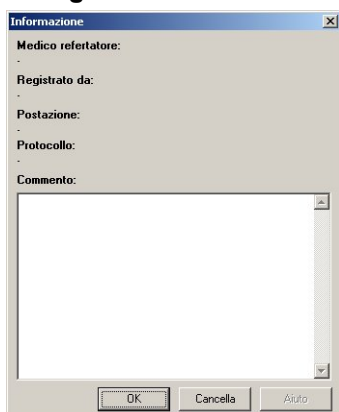 Informazione
Medico refertatore:
-
Registrato da:
-
Postazione:
-
Protocollo:
-
Commento:
OK Cancella Aiuto